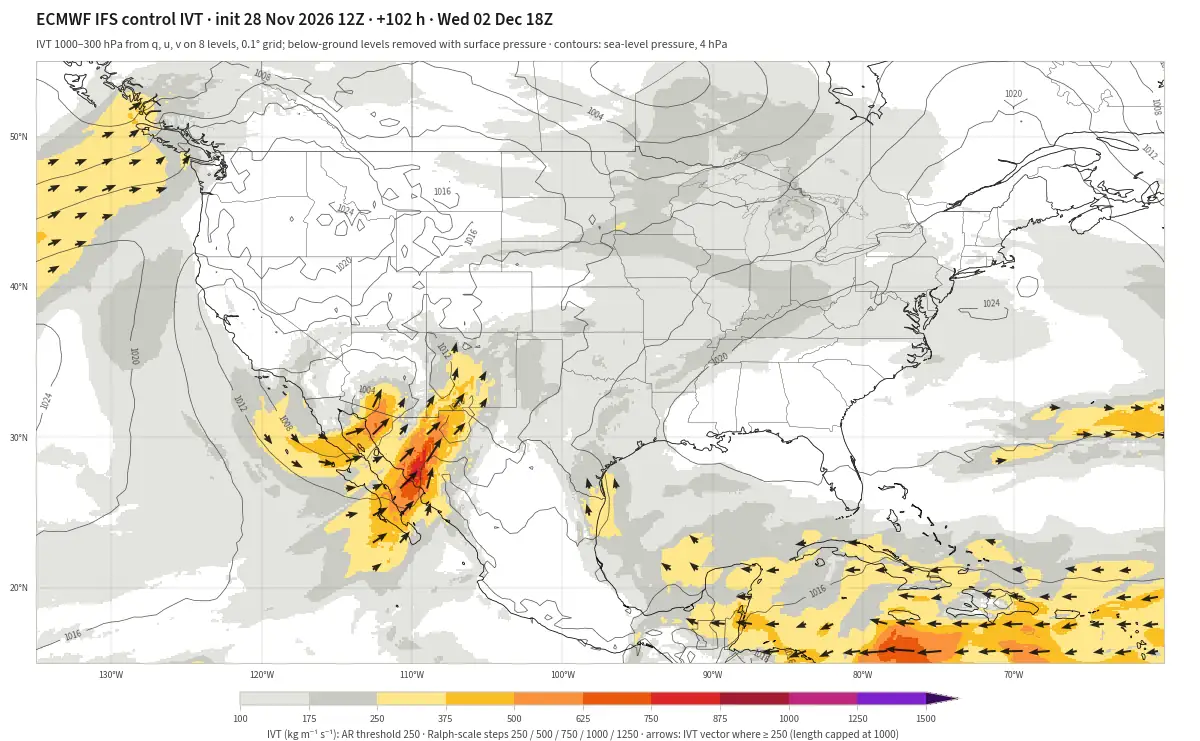 ECMWF IFS control IVT · init 28 Nov 2026 12Z · +102 h · Wed 02 Dec 18Z
IVT 1000–300 hPa from q, u, v on 8 levels, 0.1° grid; below-ground levels removed with surface pressure · contours: sea-level pressure, 4 hPa
1008
1004
1020
1008
1012
50°N
1016
1024
1016
1020
40°N
1024
1020
1012
1020
1004
1024
1012
1008
30°N
20°N
1016
1016
1016
130°W
120°W
110°W
100°W
90°W
80°W
70°W
100
175
250
375
500
625
750
875
1000
1250
1500
IVT (kg m⁻¹ s⁻¹): AR threshold 250 · Ralph-scale steps 250 / 500 / 750 / 1000 / 1250 · arrows: IVT vector where ≥ 250 (length capped at 1000)